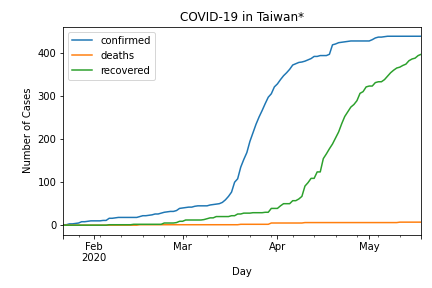 COVID-19 in Taiwan*
confirmed
deaths
recovered
Number of Cases
400
300
200
100
0
Feb
2020
Mar
Apr
May
Day